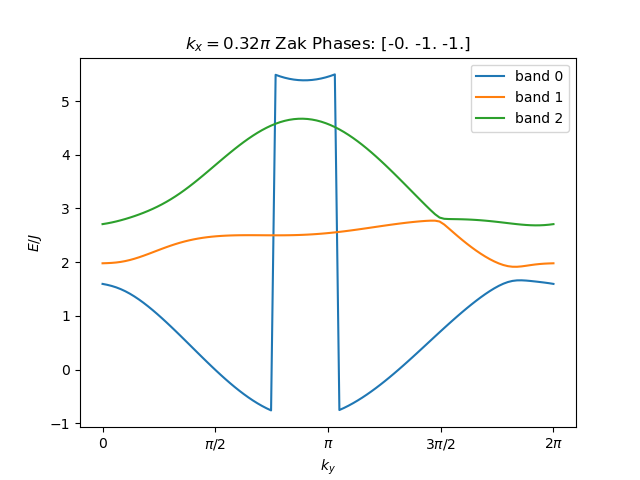 k_x = 0.32π Zak Phases: [-0. -1. -1.]
band 0
band 1
band 2
E/J
5
4
3
2
1
0
−1
0 π/2 π 3π/2 2π
k_y